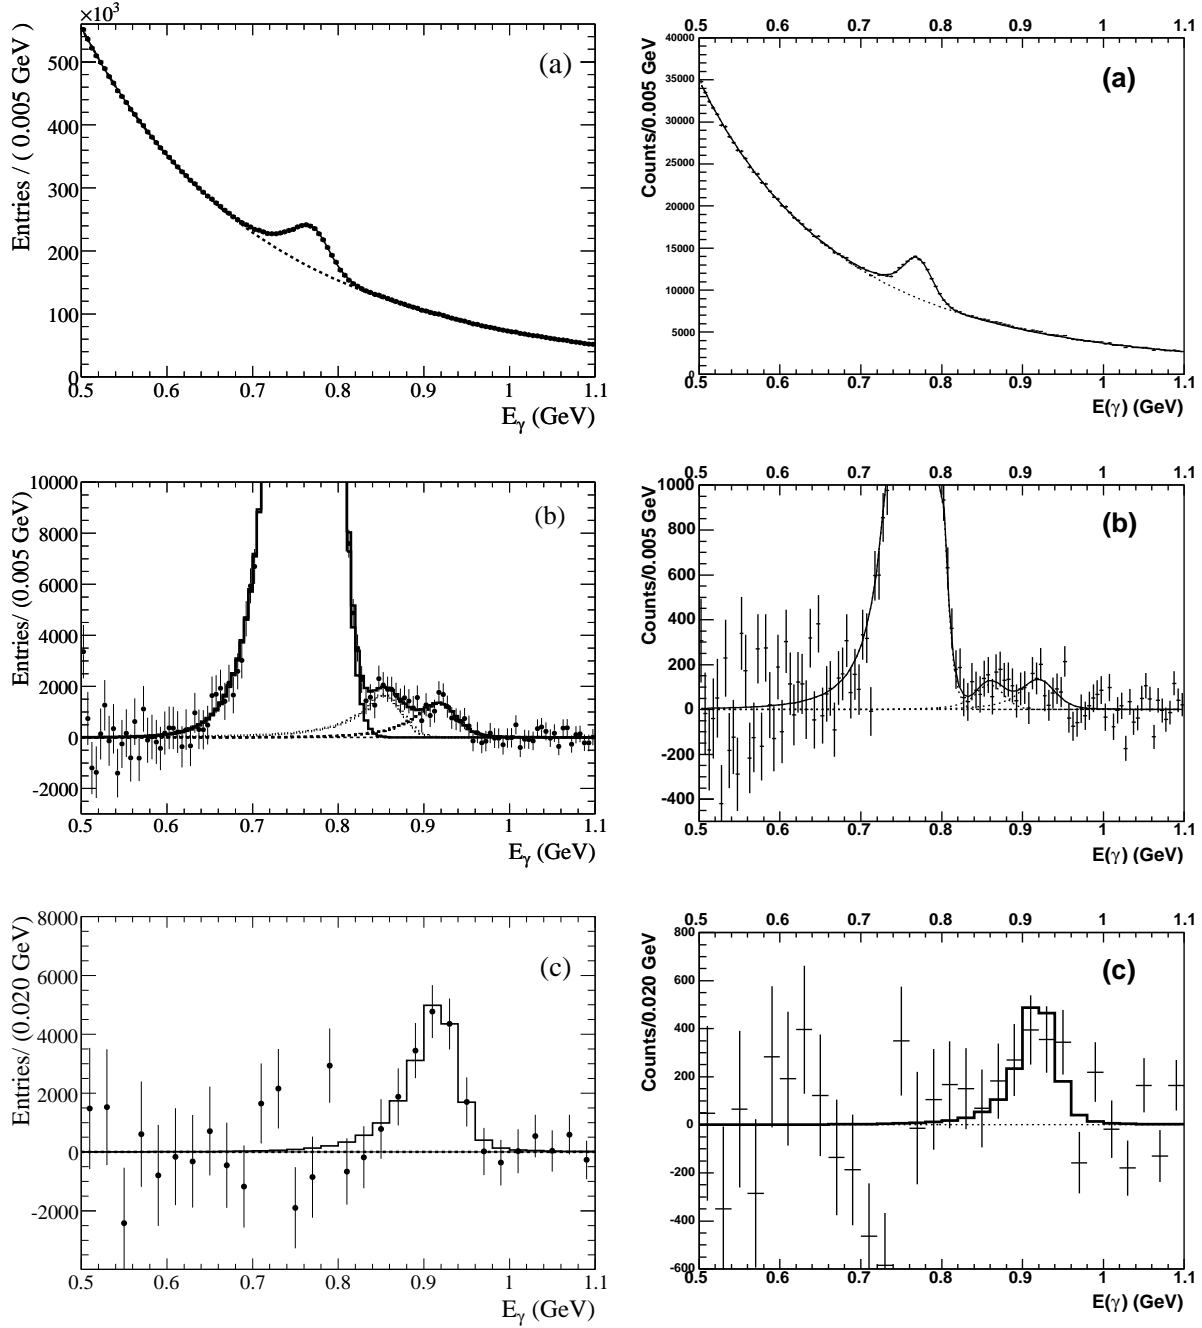 ×10³
Entries / ( 0.005 GeV )
500
400
300
200
100
0
(a)
0.5 0.6 0.7 0.8 0.9 1 1.1
Eγ (GeV)
0.5 0.6 0.7 0.8 0.9 1 1.1
Counts/0.005 GeV
40000
35000
30000
25000
20000
15000
10000
5000
0
(a)
0.5 0.6 0.7 0.8 0.9 1 1.1
E(γ) (GeV)
Entries/ (0.005 GeV)
10000
8000
6000
4000
2000
0
-2000
(b)
0.5 0.6 0.7 0.8 0.9 1 1.1
Eγ (GeV)
0.5 0.6 0.7 0.8 0.9 1 1.1
Counts/0.005 GeV
1000
800
600
400
200
0
-200
-400
(b)
0.5 0.6 0.7 0.8 0.9 1 1.1
E(γ) (GeV)
Entries/ (0.020 GeV)
8000
6000
4000
2000
0
-2000
(c)
0.5 0.6 0.7 0.8 0.9 1 1.1
Eγ (GeV)
0.5 0.6 0.7 0.8 0.9 1 1.1
Counts/0.020 GeV
800
600
400
200
0
-200
-400
-600
(c)
0.5 0.6 0.7 0.8 0.9 1 1.1
E(γ) (GeV)